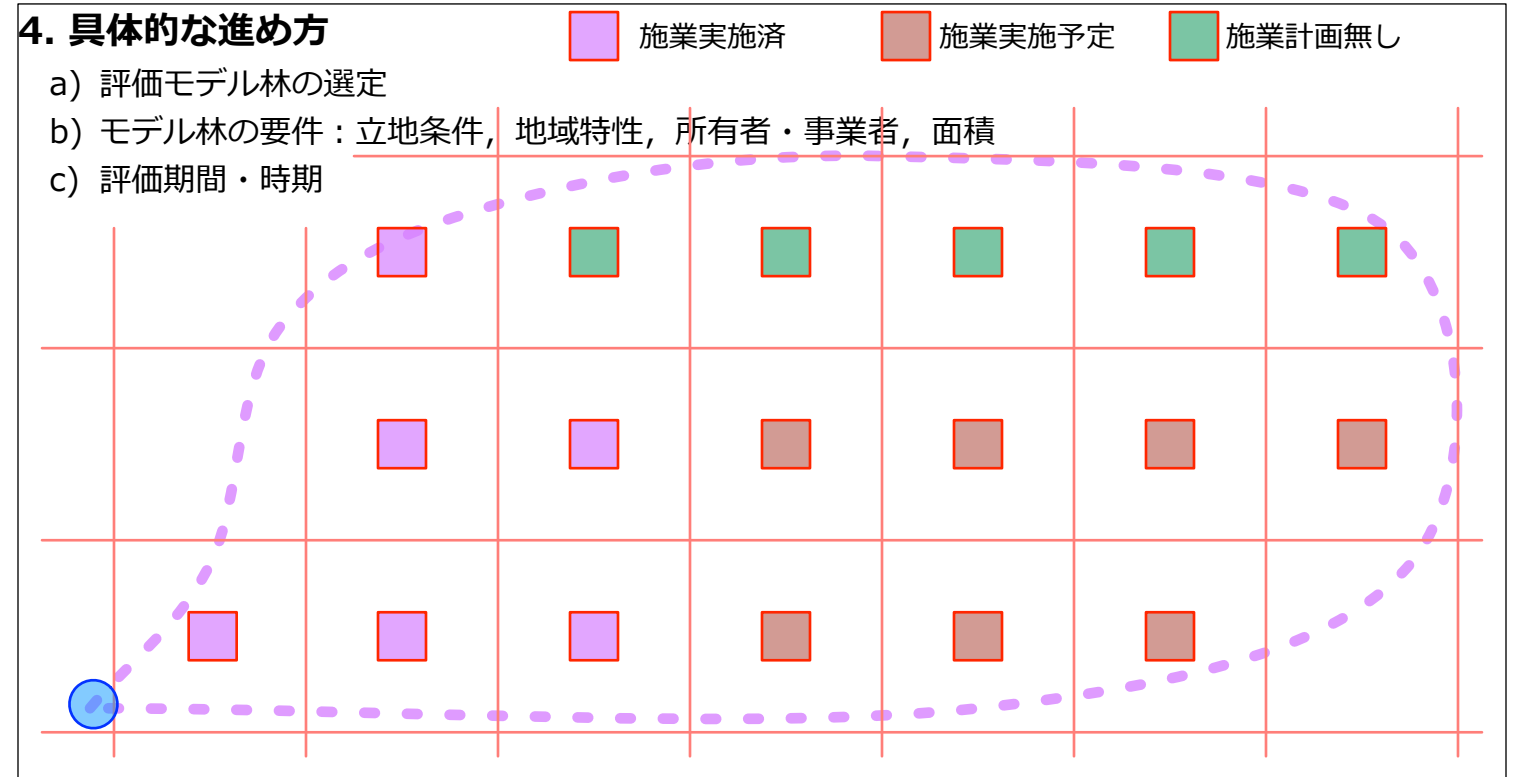 4. 具体的な進め方
施業実施済
施業実施予定
施業計画無し
a) 評価モデル林の選定
b) モデル林の要件：立地条件，地域特性，所有者・事業者，面積
c) 評価期間・時期